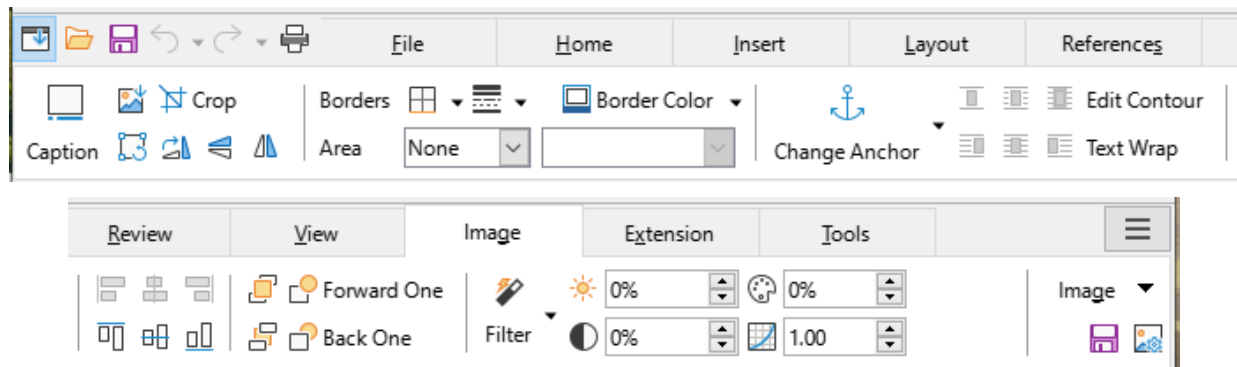 File Home Insert Layout References
Crop Borders Border Color Edit Contour
Caption Area None Change Anchor Text Wrap
Review View Image Extension Tools
Forward One 0% 0% Image
Back One Filter 0% 1.00